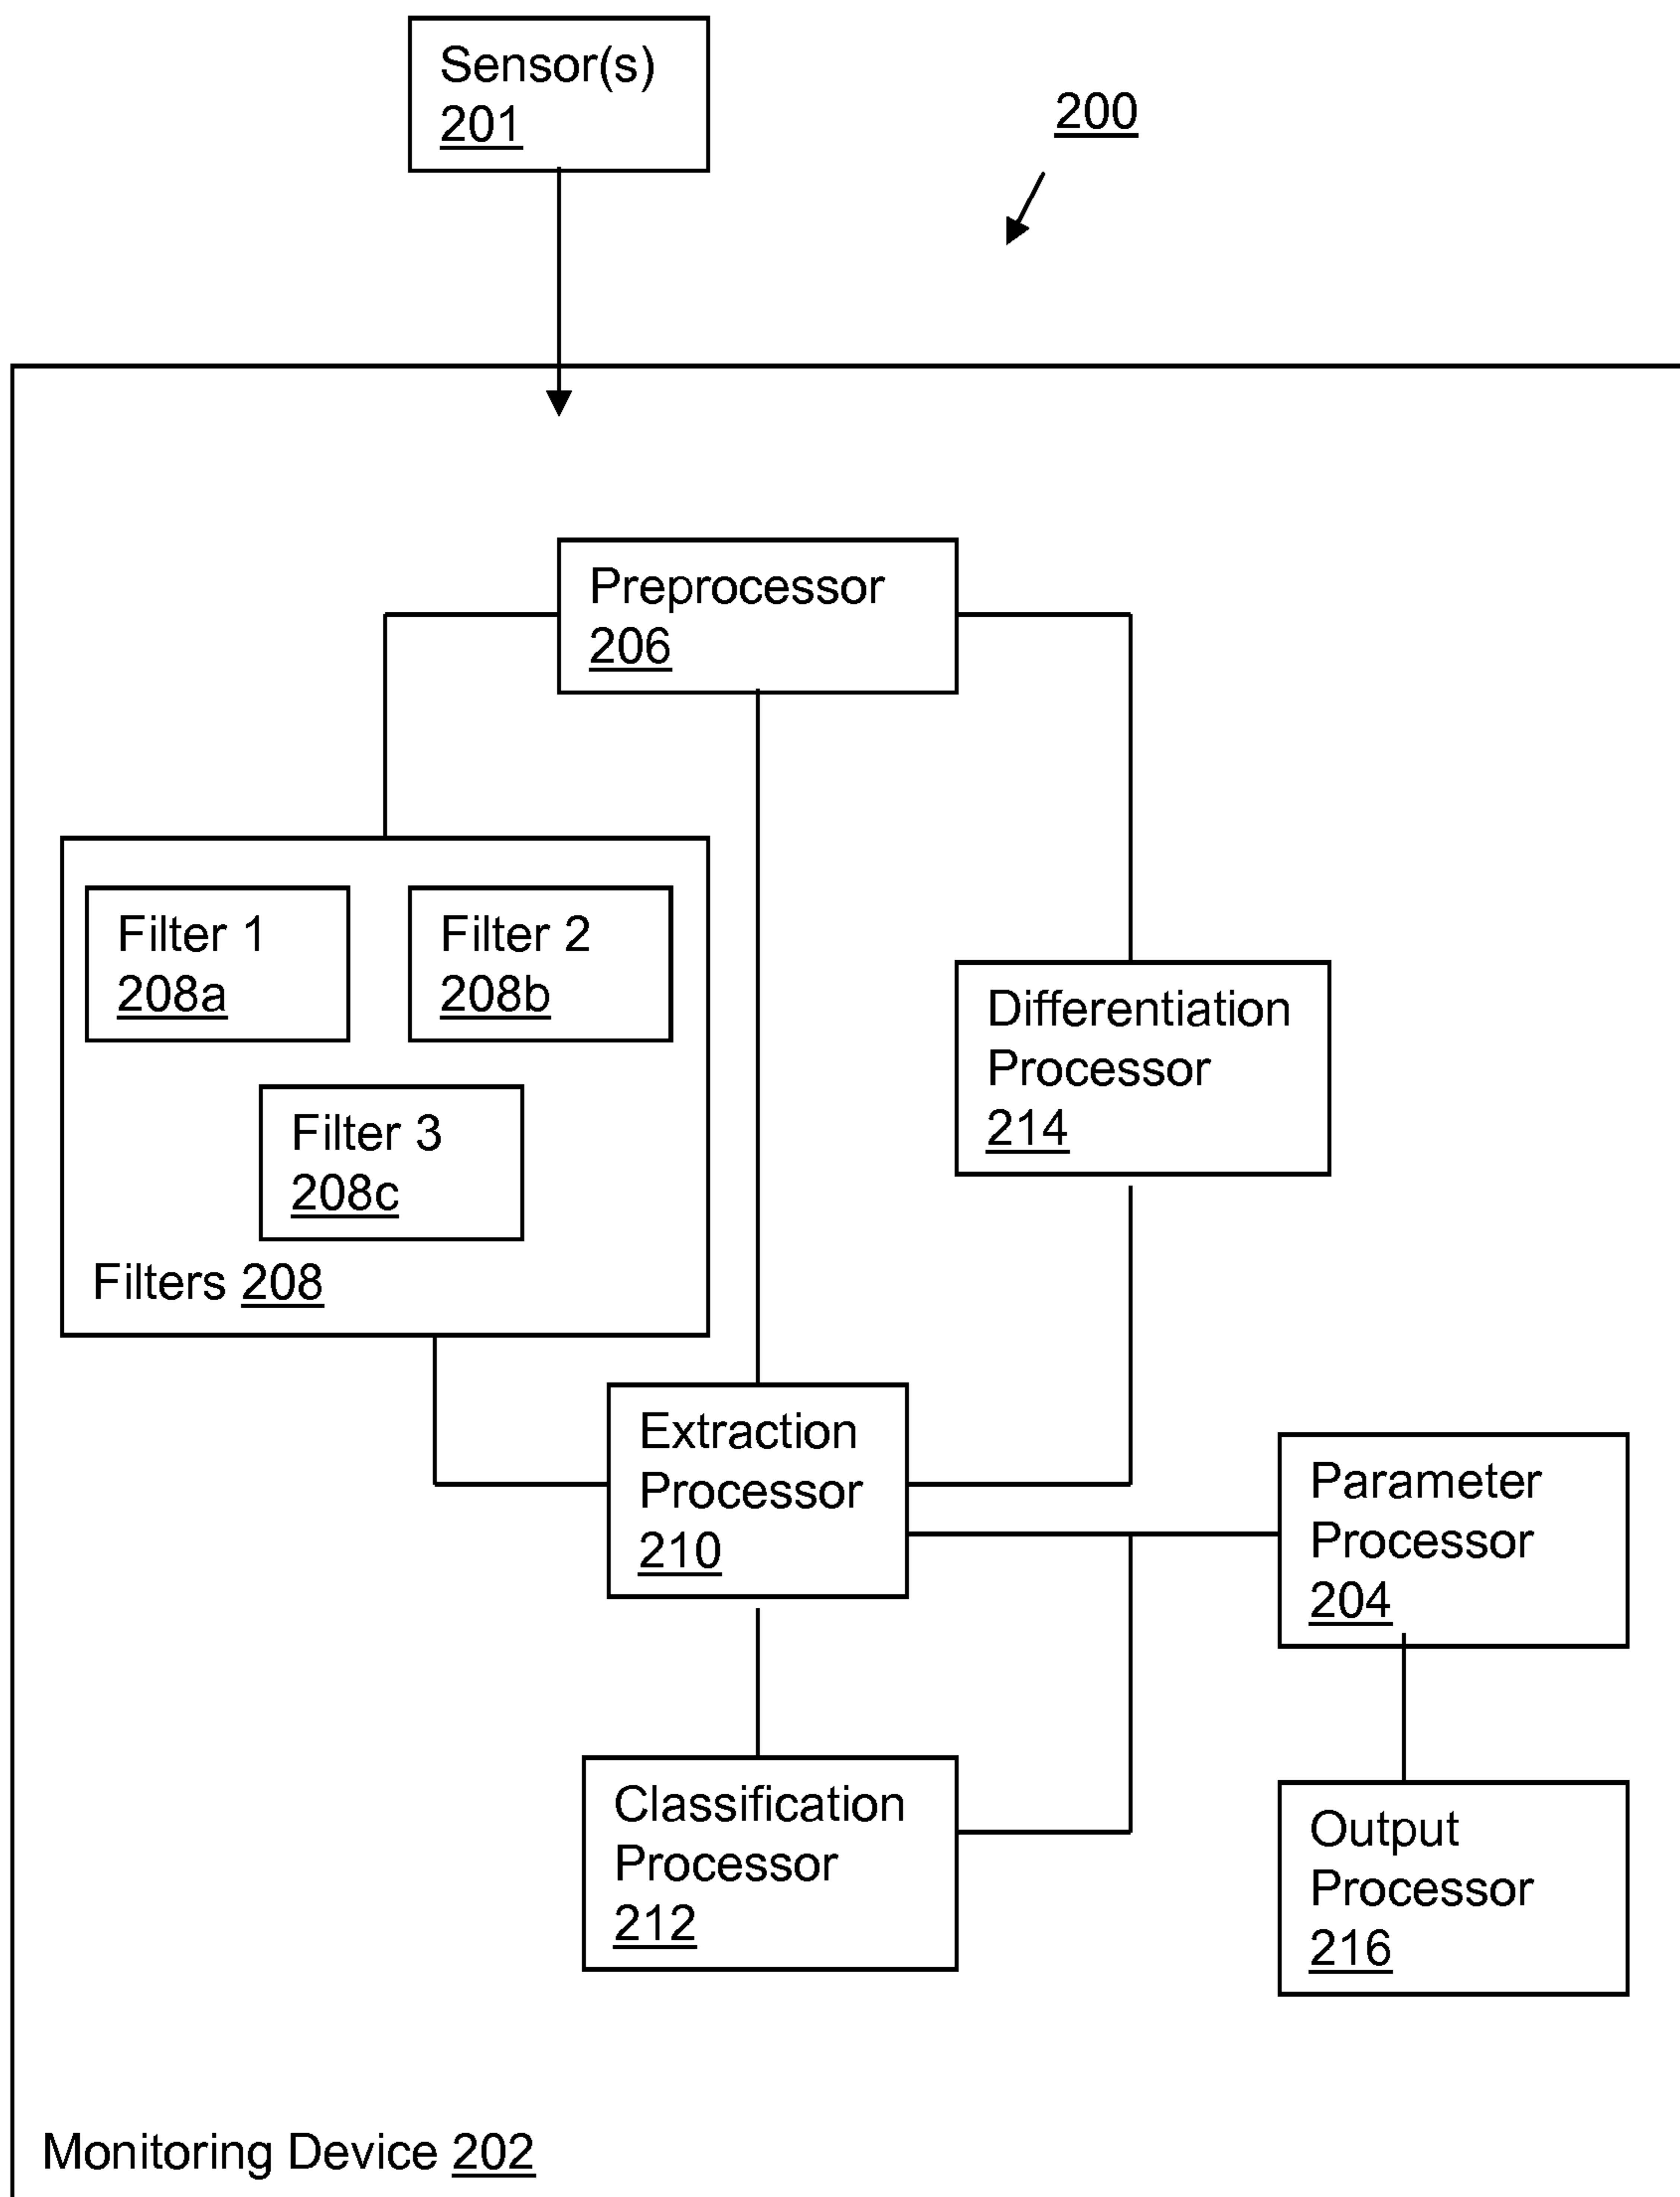 Sensor(s)
201
200
Preprocessor
206
Filter 1
208a
Filter 2
208b
Filter 3
208c
Filters 208
Differentiation
Processor
214
Extraction
Processor
210
Parameter
Processor
204
Classification
Processor
212
Output
Processor
216
Monitoring Device 202